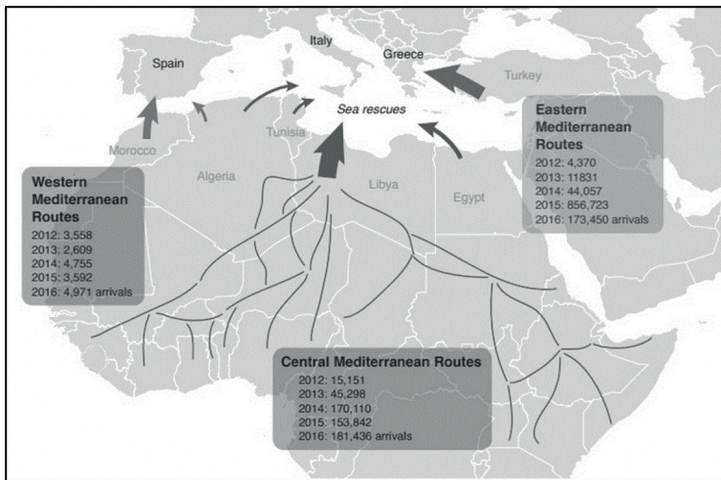 Italy
Spain
Greece
Turkey
Sea rescues
Tunisia
Morocco
Algeria
Libya
Egypt
Eastern
Mediterranean
Routes
2012: 4,370
2013: 11831
2014: 44,057
2015: 856,723
2016: 173,450 arrivals
Western
Mediterranean
Routes
2012: 3,558
2013: 2,609
2014: 4,755
2015: 3,592
2016: 4,971 arrivals
Central Mediterranean Routes
2012: 15,151
2013: 45,298
2014: 170,110
2015: 153,842
2016: 181,436 arrivals